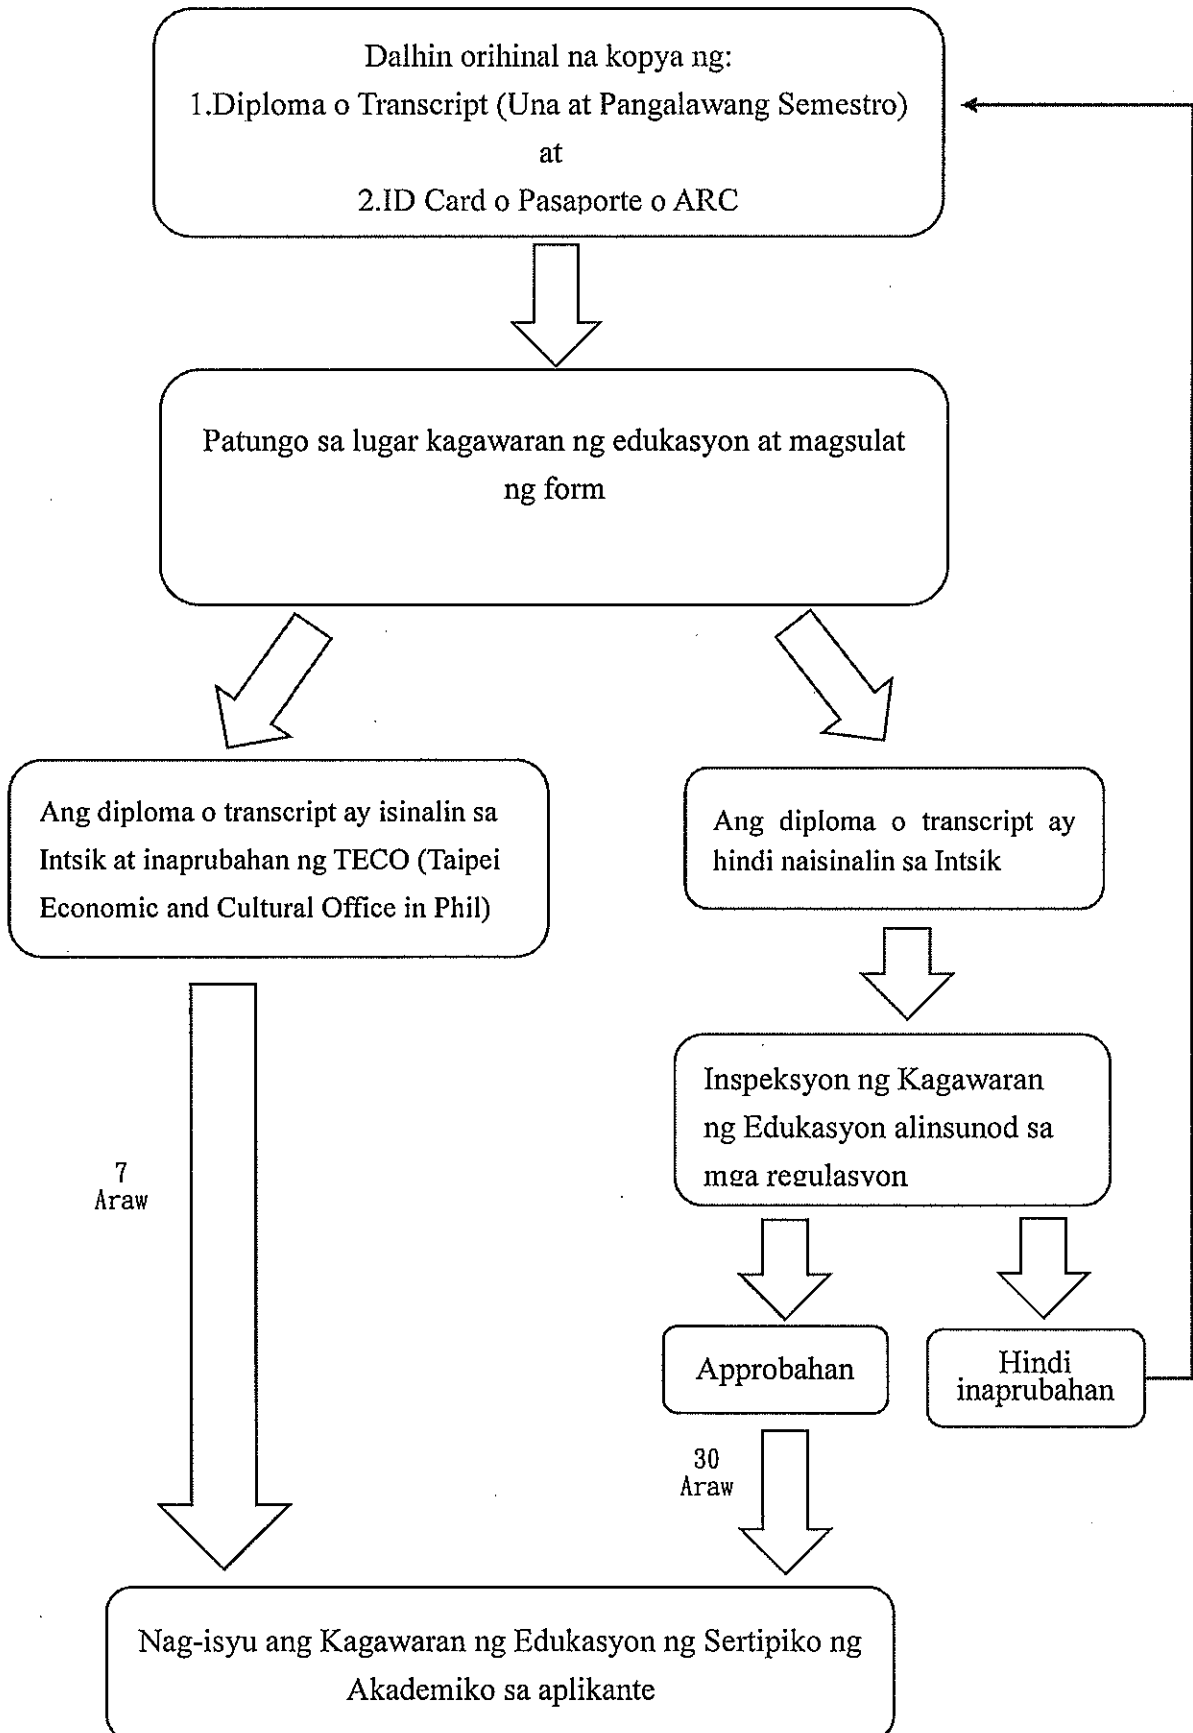 Dalhin orihinal na kopya ng:
1.Diploma o Transcript (Una at Pangalawang Semestro)
at
2.ID Card o Pasaporte o ARC
Patungo sa lugar kagawaran ng edukasyon at magsulat
ng form
Ang diploma o transcript ay isinalin sa
Intsik at inaprubahan ng TECO (Taipei
Economic and Cultural Office in Phil)
Ang diploma o transcript ay
hindi naisinalin sa Intsik
Inspeksyon ng Kagawaran
ng Edukasyon alinsunod sa
mga regulasyon
7
Araw
Approbahan
Hindi
inaprubahan
30
Araw
Nag-isyu ang Kagawaran ng Edukasyon ng Sertipiko ng
Akademiko sa aplikante